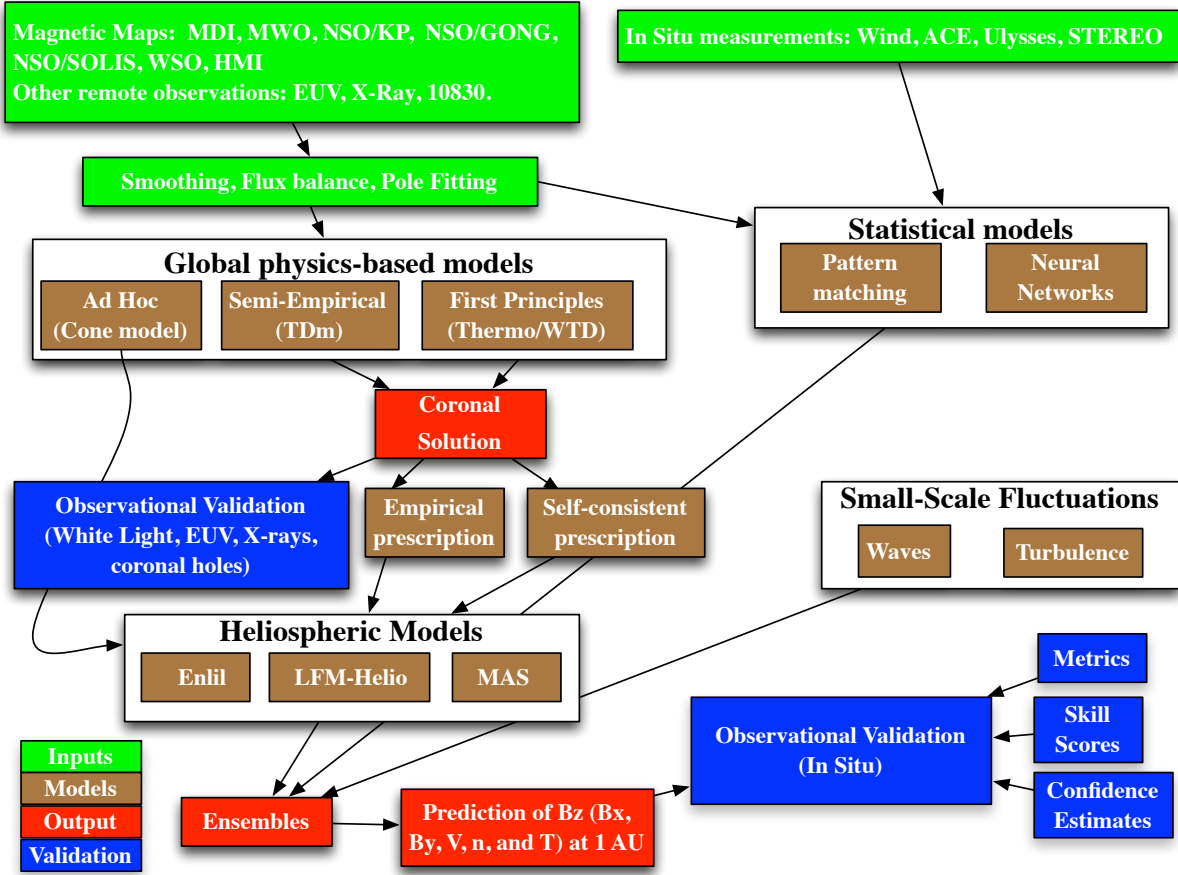 Magnetic Maps: MDI, MWO, NSO/KP, NSO/GONG,
NSO/SOLIS, WSO, HMI
Other remote observations: EUV, X-Ray, 10830.
In Situ measurements: Wind, ACE, Ulysses, STEREO
Smoothing, Flux balance, Pole Fitting
Statistical models
Pattern
matching
Neural
Networks
Global physics-based models
Ad Hoc
(Cone model)
Semi-Empirical
(TDm)
First Principles
(Thermo/WTD)
Coronal
Solution
Observational Validation
(White Light, EUV, X-rays,
coronal holes)
Empirical
prescription
Self-consistent
prescription
Small-Scale Fluctuations
Waves
Turbulence
Heliospheric Models
Enlil
LFM-Helio
MAS
Metrics
Skill
Scores
Confidence
Estimates
Observational Validation
(In Situ)
Inputs
Models
Output
Validation
Ensembles
Prediction of Bz (Bx,
By, V, n, and T) at 1 AU